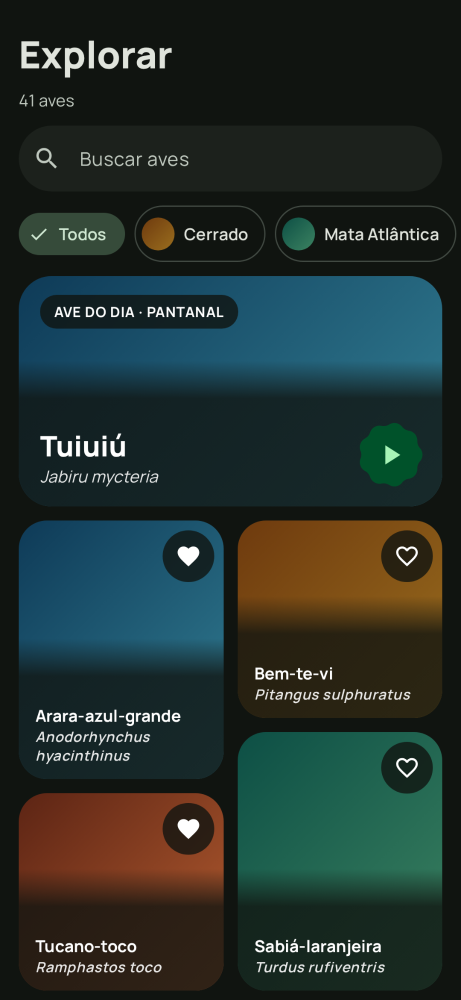 Explorar
41 aves
Buscar aves
Todos
Cerrado
Mata Atlântica
AVE DO DIA · PANTANAL
Tuiuiú
Jabiru mycteria
Arara-azul-grande
Anodorhynchus
hyacinthinus
Bem-te-vi
Pitangus sulphuratus
Tucano-toco
Ramphastos toco
Sabiá-laranjeira
Turdus rufiventris